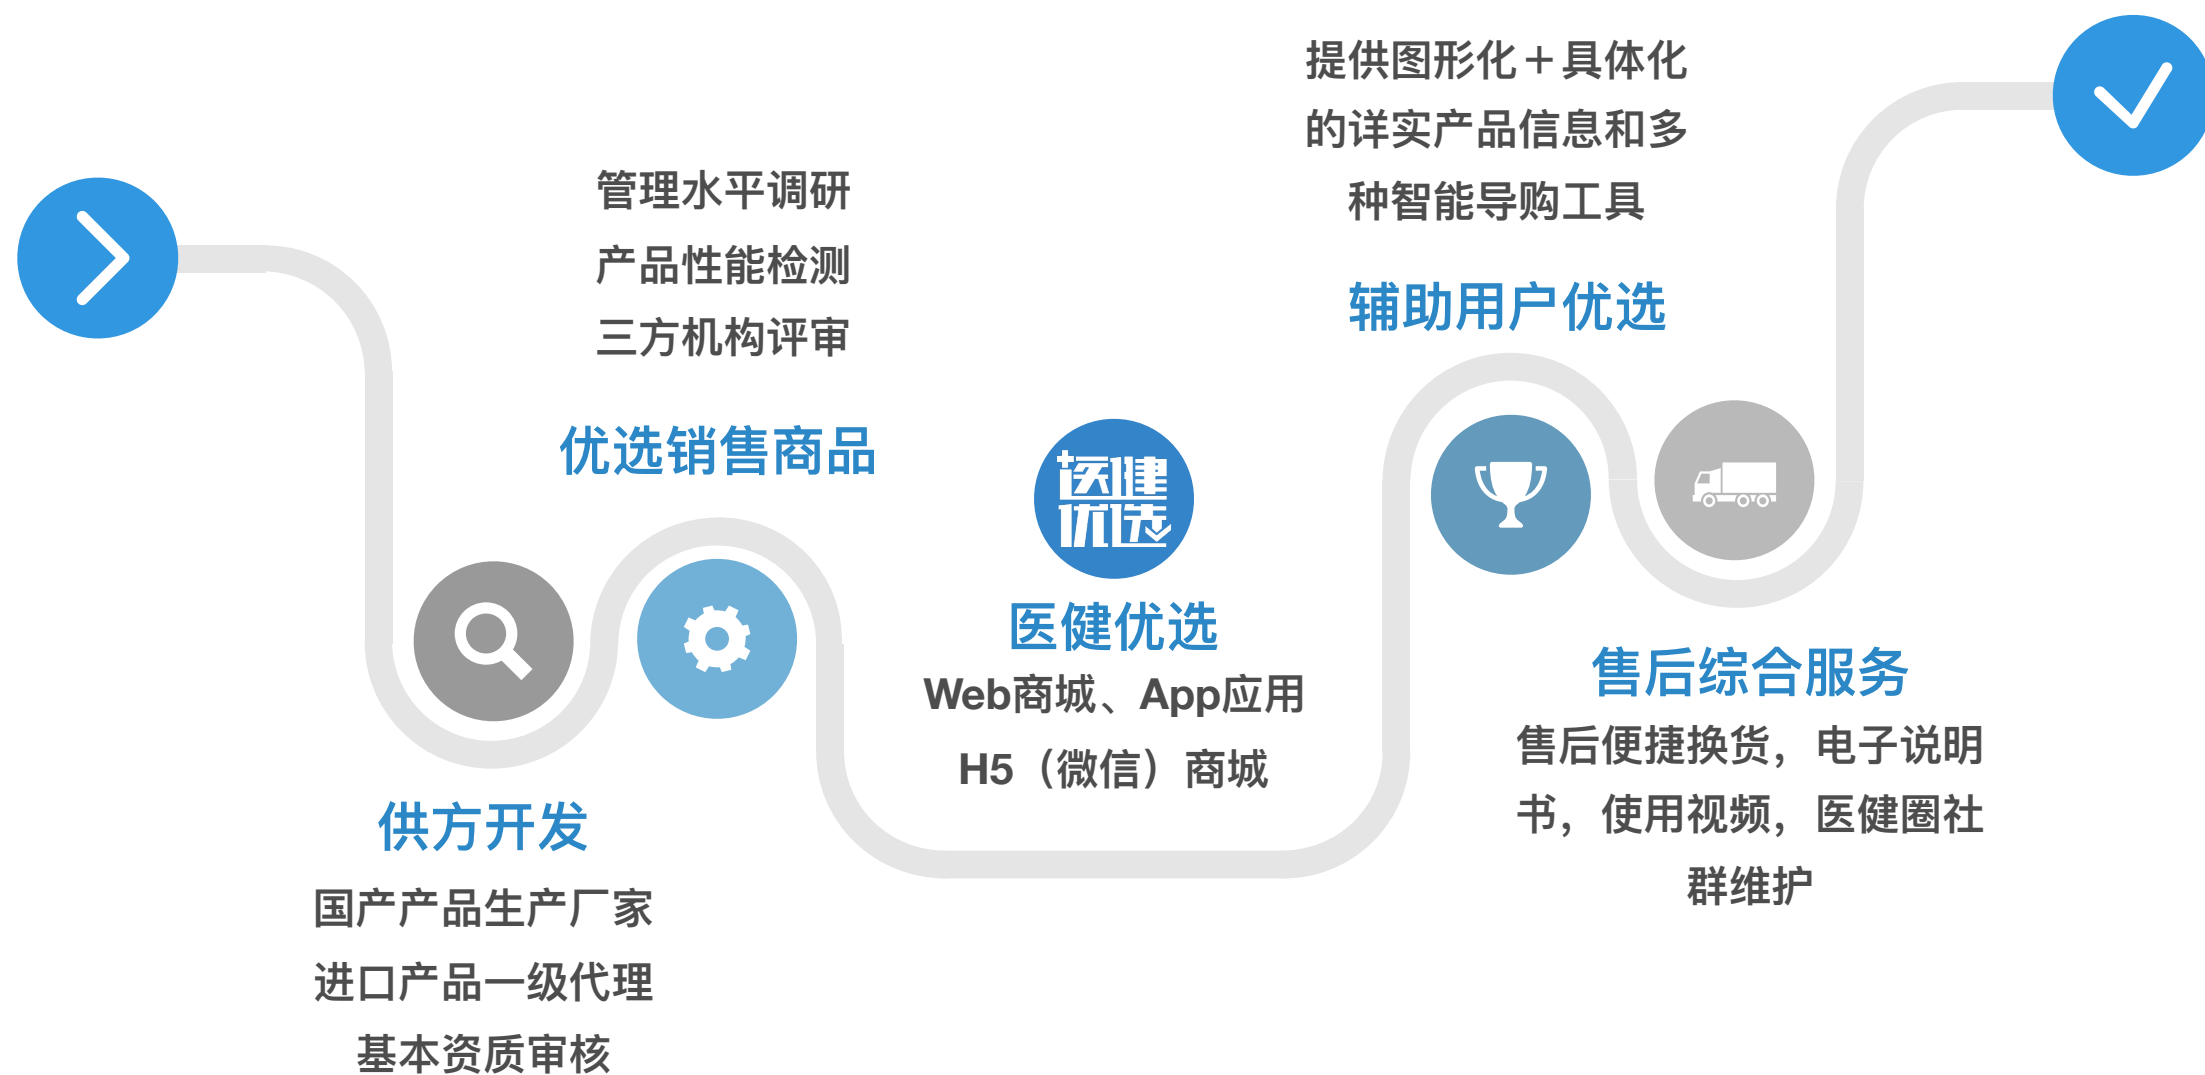 管理水平调研
产品性能检测
三方机构评审
优选销售商品
供方开发
国产产品生产厂家
进口产品一级代理
基本资质审核
医健
优选
医健优选
Web商城、App应用
H5（微信）商城
提供图形化＋具体化
的详实产品信息和多
种智能导购工具
辅助用户优选
售后综合服务
售后便捷换货，电子说明
书，使用视频，医健圈社
群维护